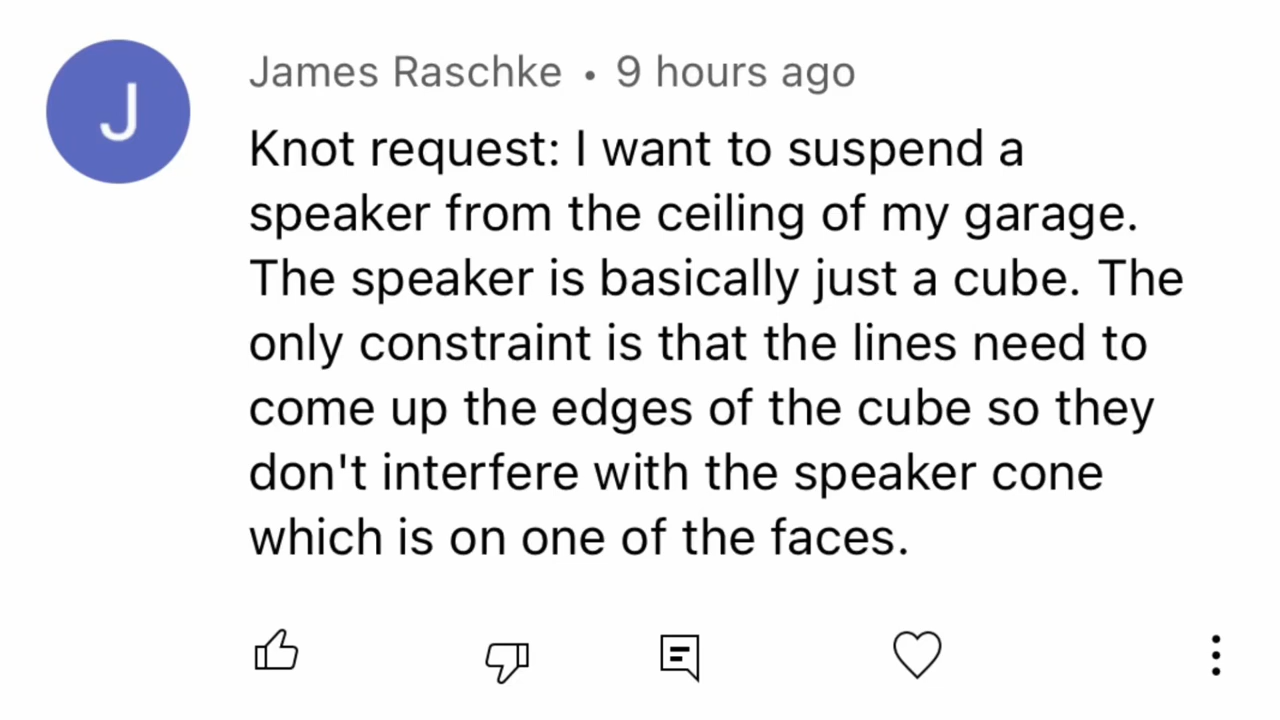 J
James Raschke • 9 hours ago
Knot request: I want to suspend a
speaker from the ceiling of my garage.
The speaker is basically just a cube. The
only constraint is that the lines need to
come up the edges of the cube so they
don't interfere with the speaker cone
which is on one of the faces.